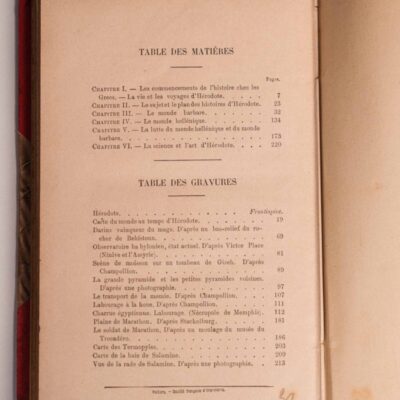 TABLE DES MATIÈRES
Pages.
CHAPITRE I. — Les commencements de l'histoire chez les
Grecs. — La vie et les voyages d'Hérodote. . . . . 7
CHAPITRE II. — Le sujet et le plan des histoires d'Hérodote. 23
CHAPITRE III. — Le monde barbare. . . . . . . 32
CHAPITRE IV. — Le monde hellénique. . . . . . 134
CHAPITRE V. — La lutte du monde hellénique et du monde
barbare. . . . . . . . . . . 173
CHAPITRE VI. — La science et l'art d'Hérodote. . . . . 220
TABLE DES GRAVURES
Hérodote. . . . . . . . . . . Frontispice.
Carte du monde au temps d'Hérodote. . . . . . . 19
Darius vainqueur du mage. D'après un bas-relief du ro-
cher de Béhistoun. . . . . . . . . . 69
Observatoire babylonien, état actuel. D'après Victor Place
(Ninive et l'Assyrie). . . . . . . . . 81
Scène de moisson sur un tombeau de Gizeh. D'après
Champollion. . . . . . . . . . . 89
La grande pyramide et les petites pyramides voisines.
D'après une photographie. . . . . . . . 97
Le transport de la momie. D'après Champollion. . . . 107
Labourage à la houe. D'après Champollion. . . . . 111
Charrue égyptienne. Labourage. (Nécropole de Memphis). 112
Plaine de Marathon. D'après Stackelburg. . . . . 181
Le soldat de Marathon. D'après un moulage du musée du
Trocadéro. . . . . . . . . . . 186
Carte des Termopyles. . . . . . . . . 203
Carte de la baie de Salamine. . . . . . . . 209
Vue de la rade de Salamine. D'après une photographie. . 213
Poitiers. — Société française d'Imprimerie.